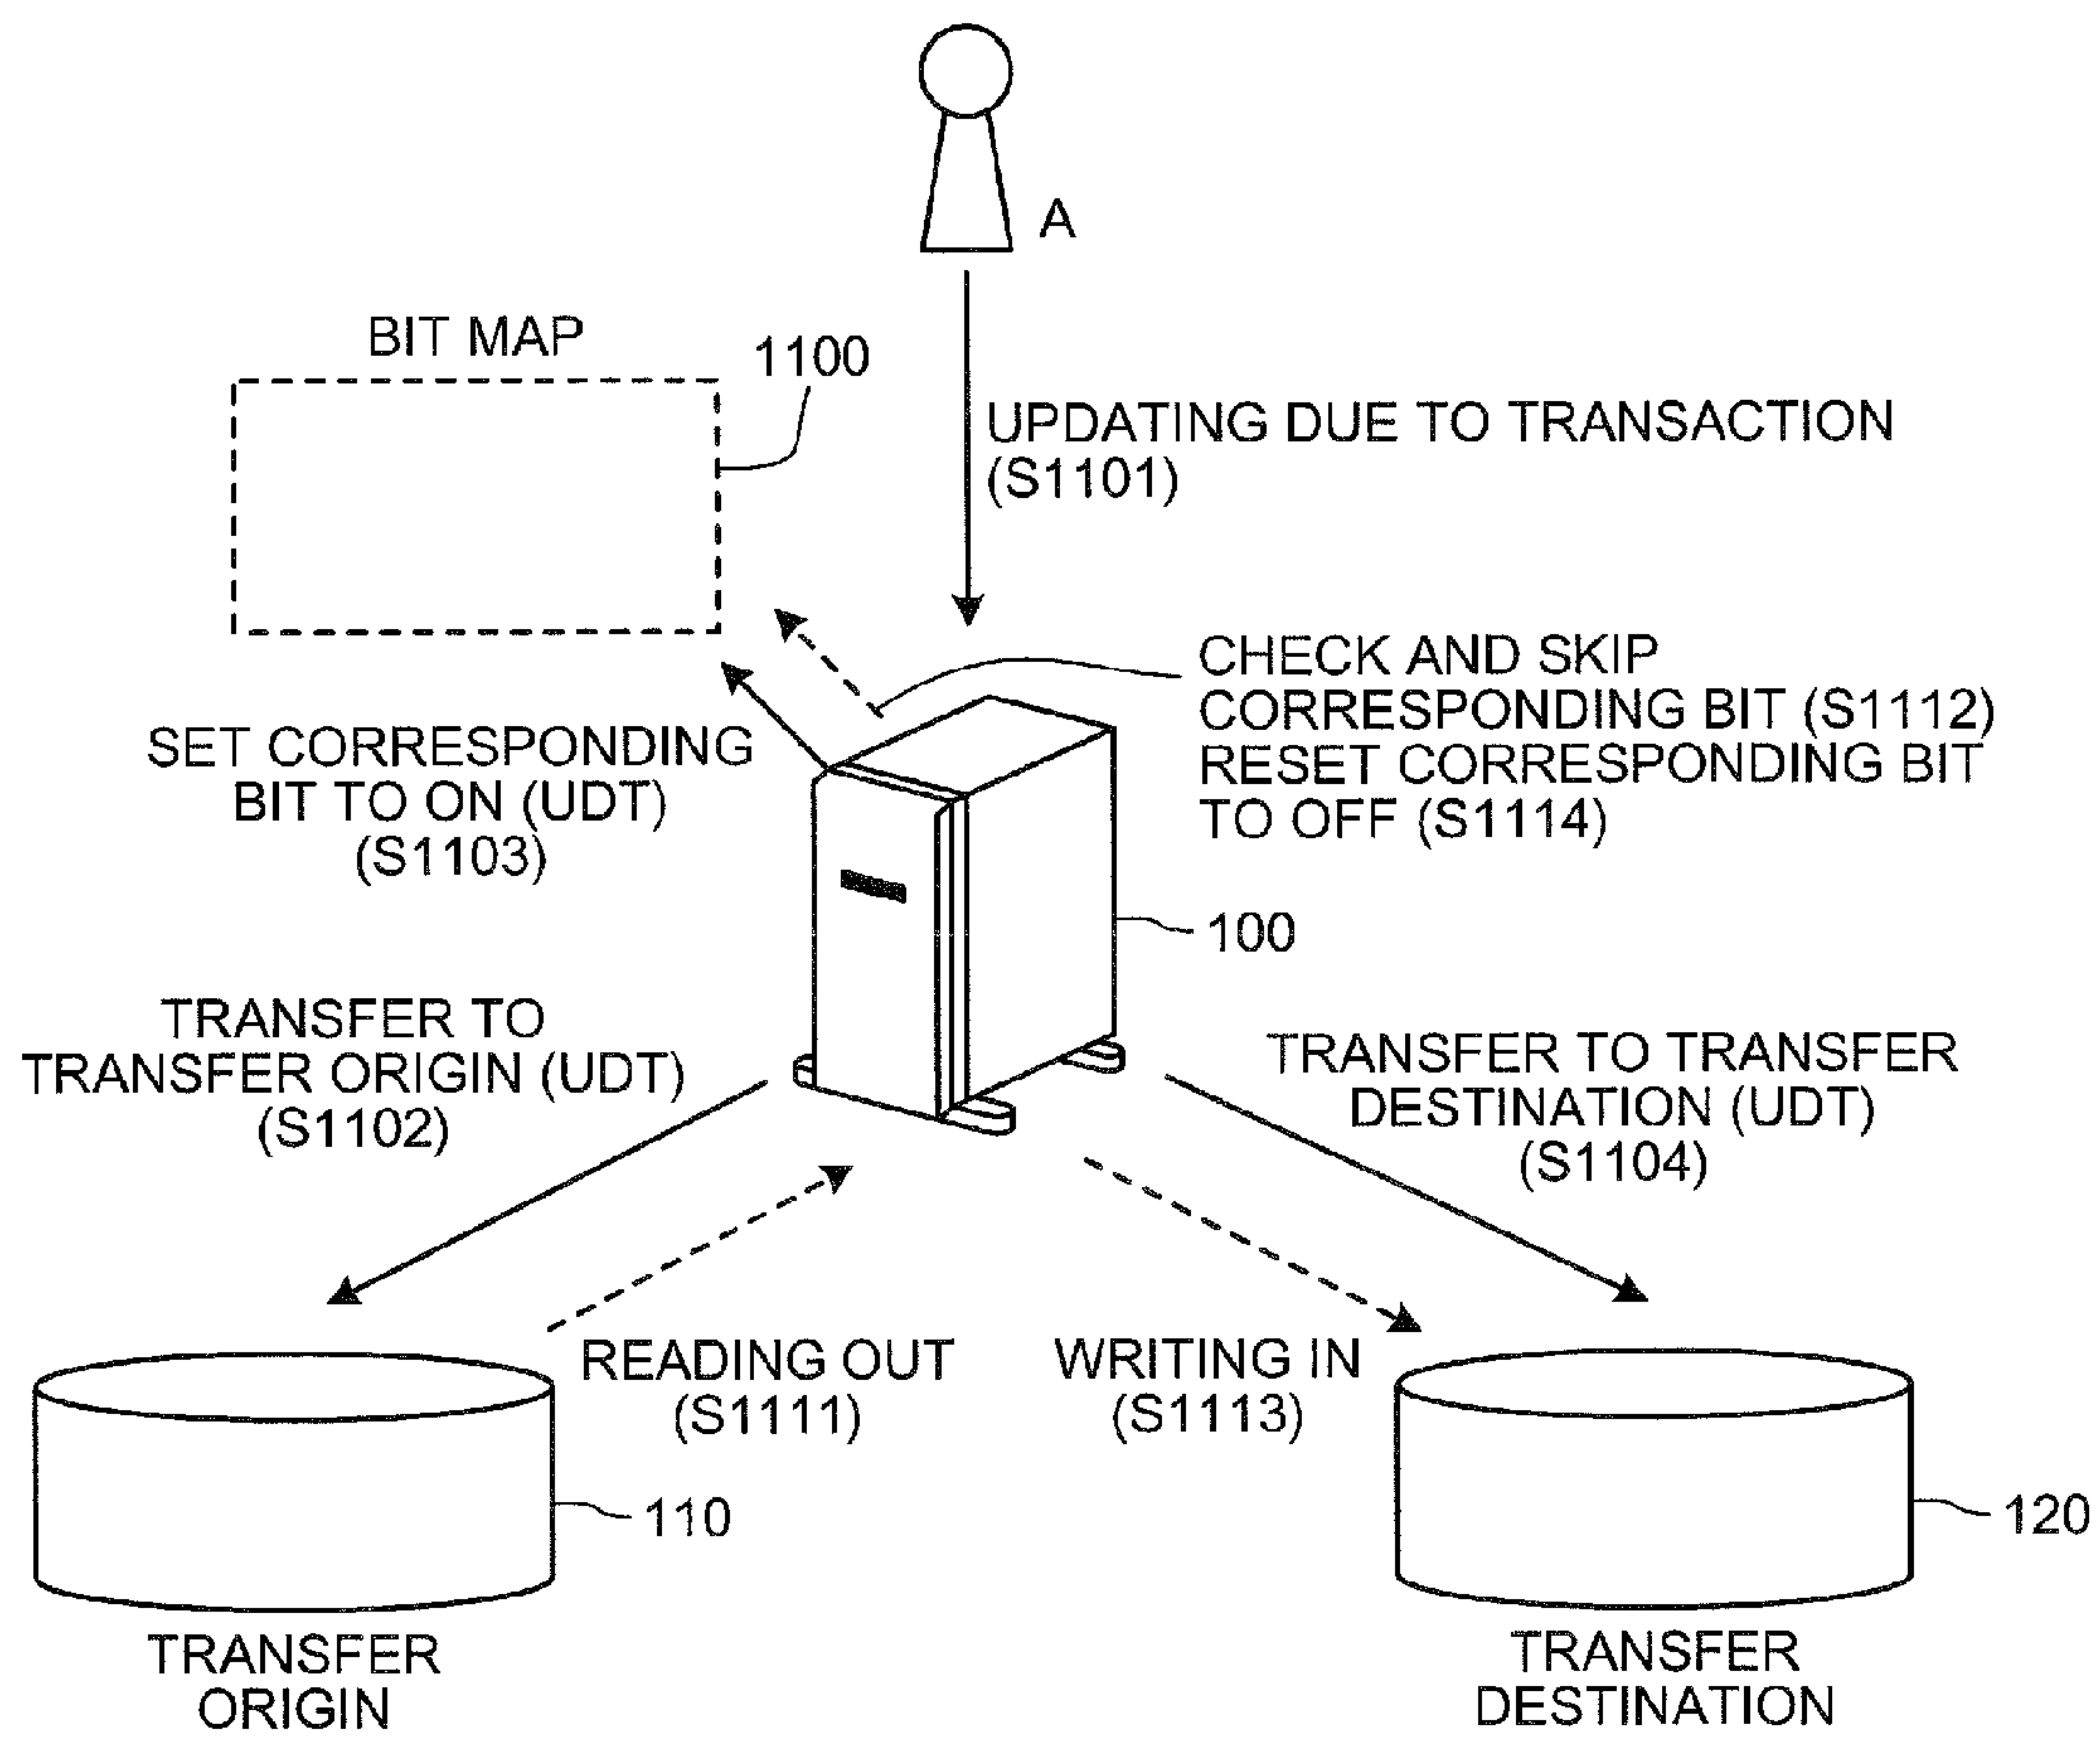 A
BIT MAP
1100
UPDATING DUE TO TRANSACTION
(S1101)
CHECK AND SKIP
CORRESPONDING BIT (S1112)
RESET CORRESPONDING BIT
TO OFF (S1114)
SET CORRESPONDING
BIT TO ON (UDT)
(S1103)
100
TRANSFER TO
TRANSFER ORIGIN (UDT)
(S1102)
TRANSFER TO TRANSFER
DESTINATION (UDT)
(S1104)
READING OUT
(S1111)
WRITING IN
(S1113)
110
120
TRANSFER
ORIGIN
TRANSFER
DESTINATION